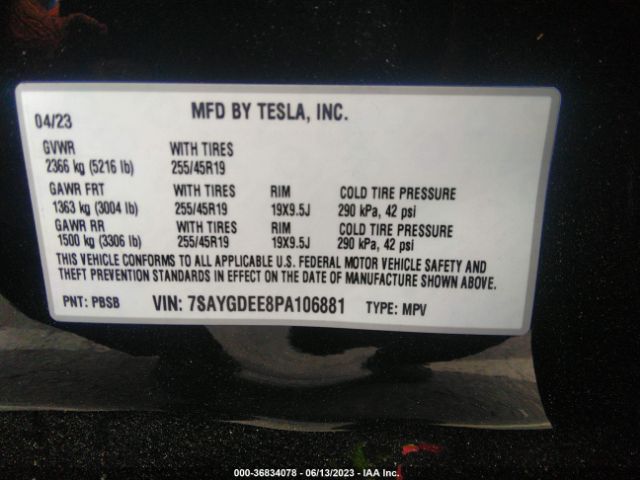 MFD BY TESLA, INC.
04/23
GVWR WITH TIRES
2366 kg (5216 lb) 255/45R19
GAWR FRT WITH TIRES RIM COLD TIRE PRESSURE
1363 kg (3004 lb) 255/45R19 19X9.5J 290 kPa, 42 psi
GAWR RR WITH TIRES RIM COLD TIRE PRESSURE
1500 kg (3306 lb) 255/45R19 19X9.5J 290 kPa, 42 psi
THIS VEHICLE CONFORMS TO ALL APPLICABLE U.S. FEDERAL MOTOR VEHICLE SAFETY AND
THEFT PREVENTION STANDARDS IN EFFECT ON THE DATE OF MANUFACTURE SHOWN ABOVE.
PNT: PBSB VIN: 7SAYGDEE8PA106881 TYPE: MPV
000-36834078 - 06/13/2023 - IAA Inc.